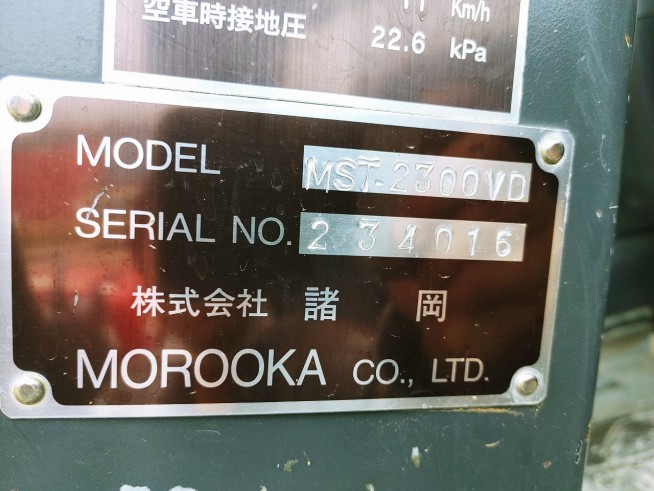 Km/h
空車時接地圧 22.6 kPa
MODEL MST-2300VD
SERIAL NO. 234016
株式会社 諸岡
MOROOKA CO., LTD.